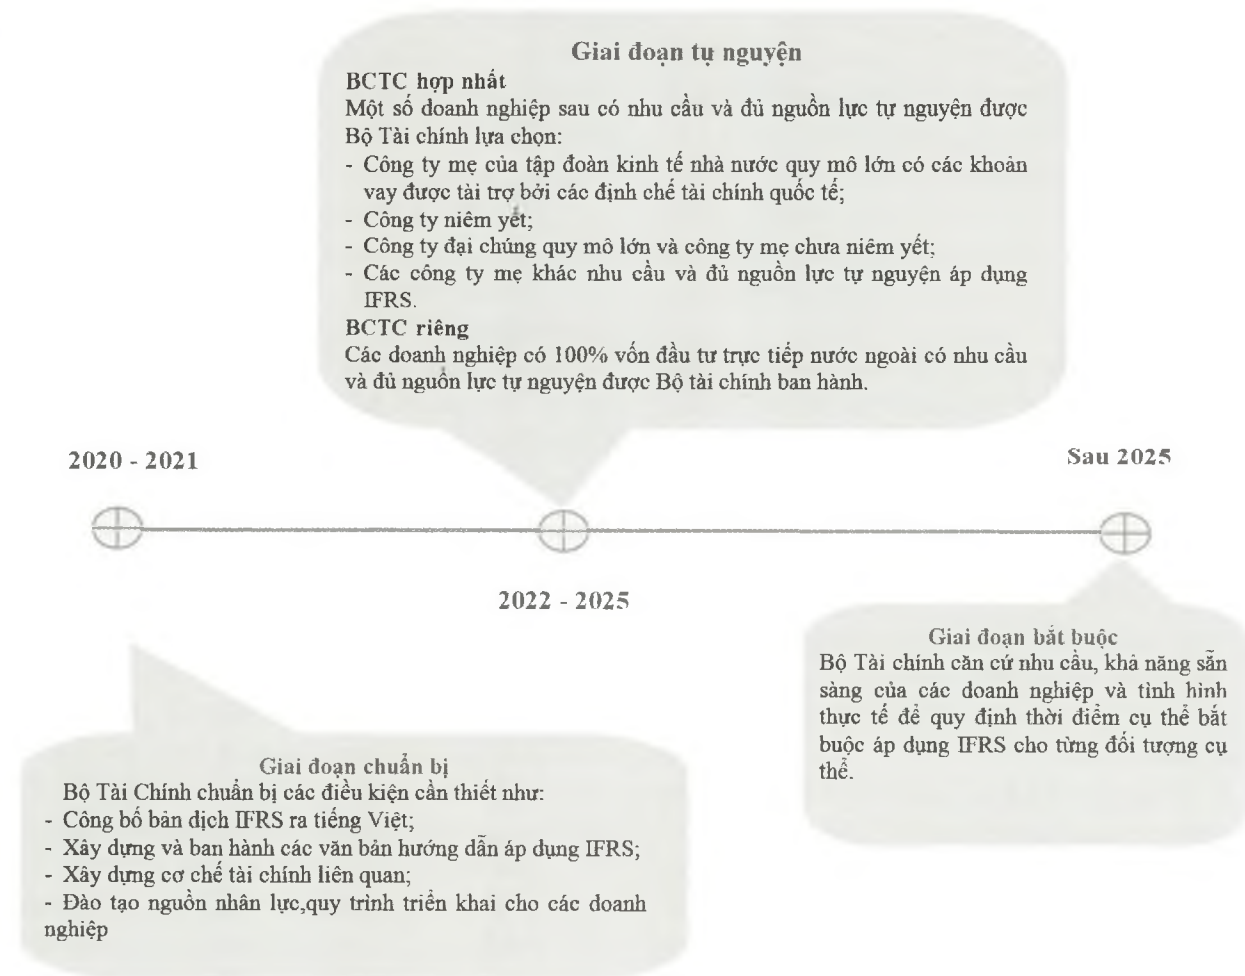 Giai đoạn tự nguyện
BCTC hợp nhất
Một số doanh nghiệp sau có nhu cầu và đủ nguồn lực tự nguyện được
Bộ Tài chính lựa chọn:
- Công ty mẹ của tập đoàn kinh tế nhà nước quy mô lớn có các khoản
vay được tài trợ bởi các định chế tài chính quốc tế;
- Công ty niêm yết;
- Công ty đại chúng quy mô lớn và công ty mẹ chưa niêm yết;
- Các công ty mẹ khác nhu cầu và đủ nguồn lực tự nguyện áp dụng
IFRS.
BCTC riêng
Các doanh nghiệp có 100% vốn đầu tư trực tiếp nước ngoài có nhu cầu
và đủ nguồn lực tự nguyện được Bộ tài chính ban hành.
2020 - 2021
Sau 2025
2022 - 2025
Giai đoạn bắt buộc
Bộ Tài chính căn cứ nhu cầu, khả năng sẵn
sàng của các doanh nghiệp và tình hình
thực tế để quy định thời điểm cụ thể bắt
buộc áp dụng IFRS cho từng đối tượng cụ
thể.
Giai đoạn chuẩn bị
Bộ Tài Chính chuẩn bị các điều kiện cần thiết như:
- Công bố bản dịch IFRS ra tiếng Việt;
- Xây dựng và ban hành các văn bản hướng dẫn áp dụng IFRS;
- Xây dựng cơ chế tài chính liên quan;
- Đào tạo nguồn nhân lực,quy trình triển khai cho các doanh
nghiệp